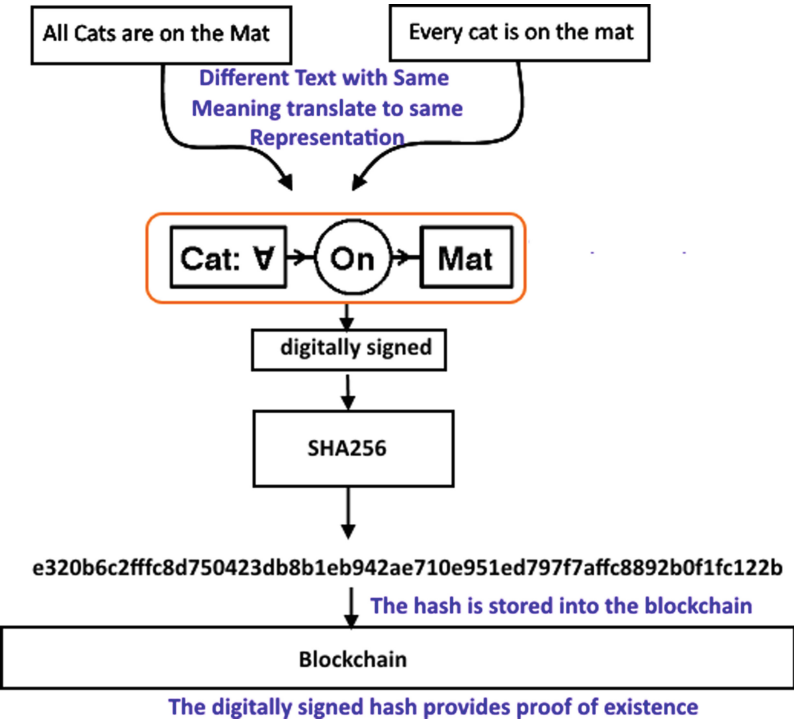 All Cats are on the Mat
Every cat is on the mat
Different Text with Same
Meaning translate to same
Representation
Cat: ∀
On
Mat
digitally signed
SHA256
e320b6c2fffc8d750423db8b1eb942ae710e951ed797f7affc8892b0f1fc122b
The hash is stored into the blockchain
Blockchain
The digitally signed hash provides proof of existence